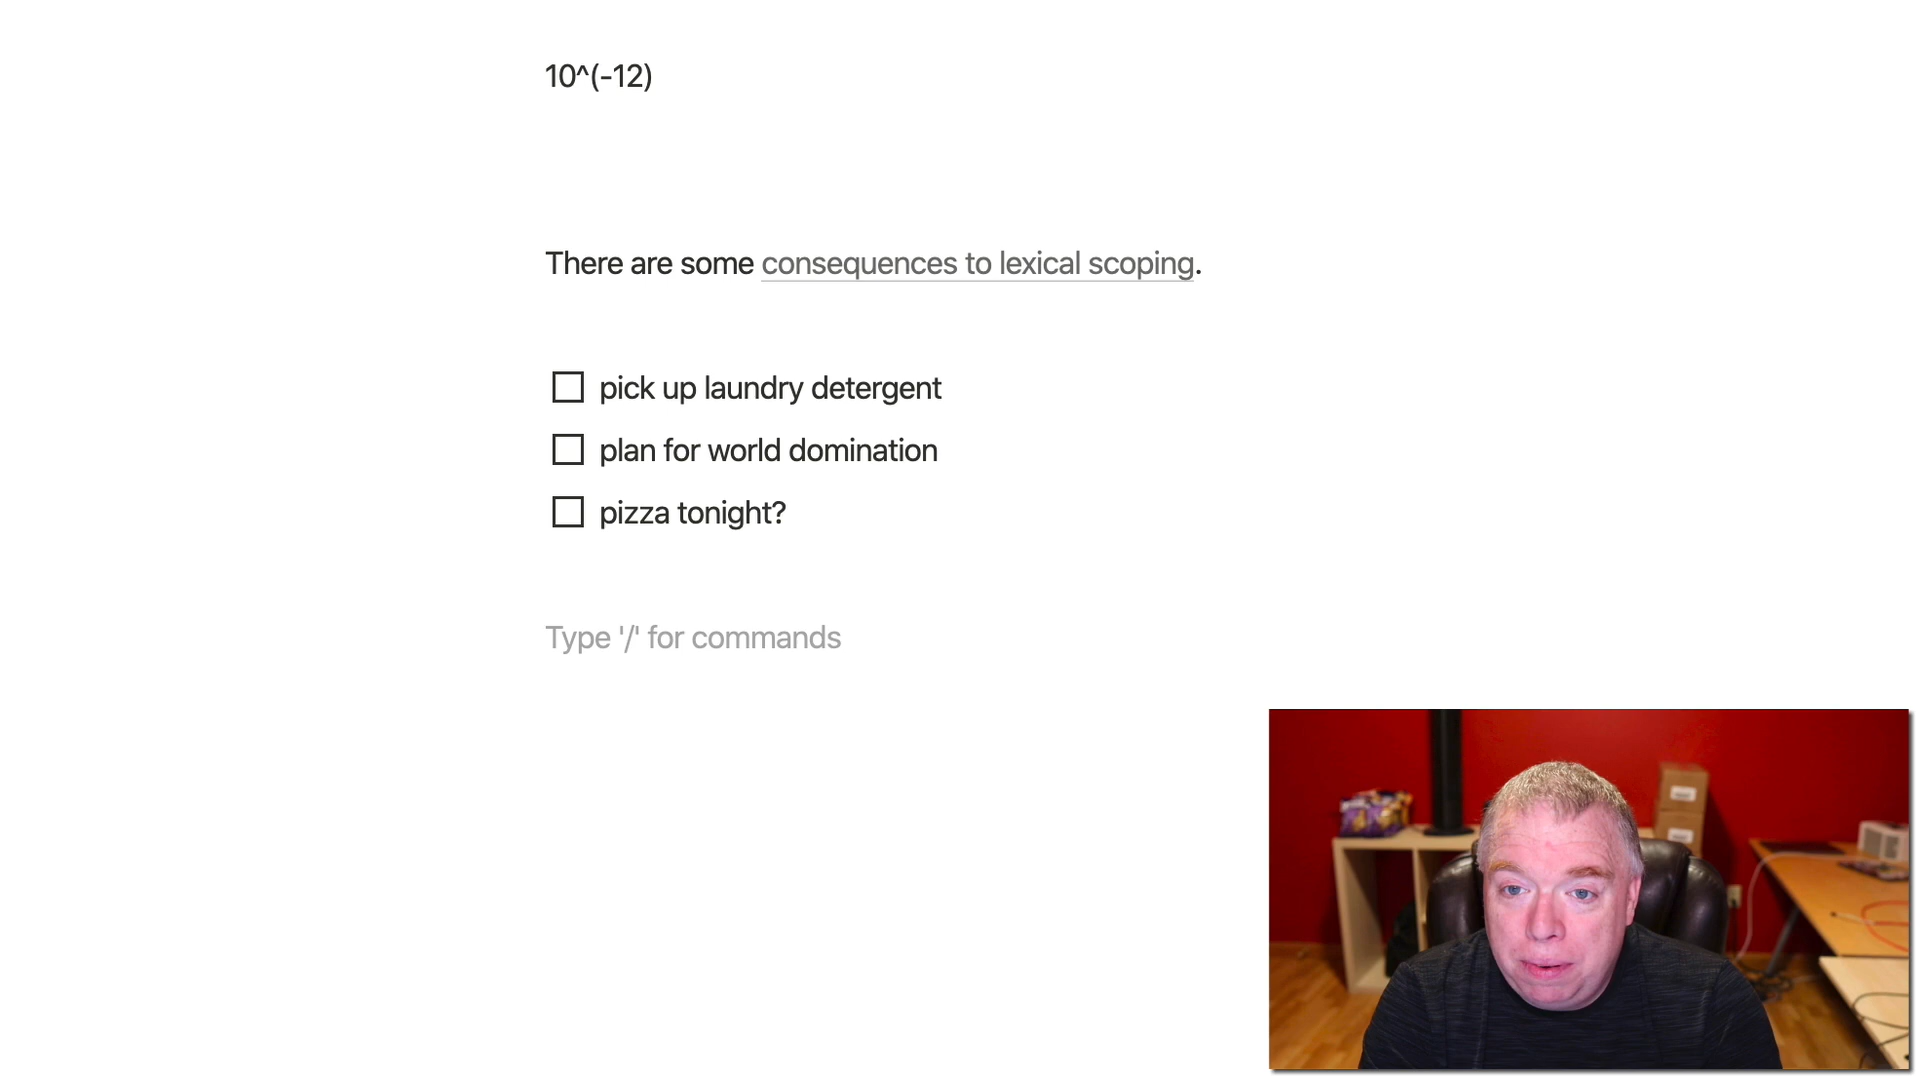 10^(-12)
There are some consequences to lexical scoping.
pick up laundry detergent
plan for world domination
pizza tonight?
Type '/' for commands